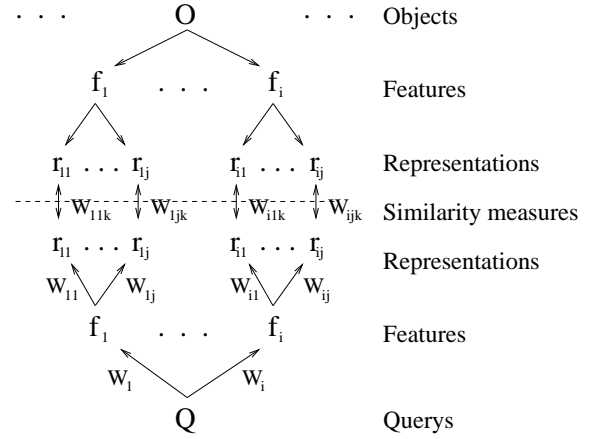 . . . O . . . Objects
f1 . . . fi Features
r11 . . . r1j ri1 . . . rij Representations
w11k w1jk wi1k wijk Similarity measures
r11 . . . r1j ri1 . . . rij Representations
w11 w1j wi1 wij
f1 . . . fi Features
w1 wi
Q Querys